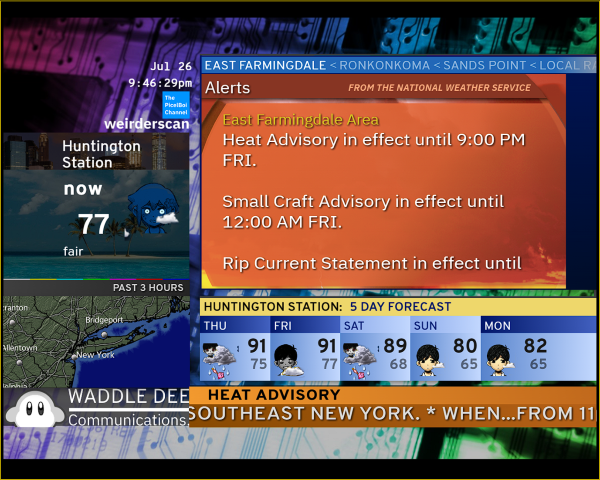 Jul 26
9:46:29pm
The
PicelBoi
Channel
weirderscan
Huntington
Station
now
77
fair
PAST 3 HOURS
Bridgeport
Allentown
New York
EAST FARMINGDALE < RONKONKOMA < SANDS POINT < LOCAL RA
Alerts
FROM THE NATIONAL WEATHER SERVICE
East Farmingdale Area
Heat Advisory in effect until 9:00 PM
FRI.
Small Craft Advisory in effect until
12:00 AM FRI.
Rip Current Statement in effect until
HUNTINGTON STATION: 5 DAY FORECAST
THU FRI SAT SUN MON
91 91 89 80 82
75 77 68 65 65
WADDLE DEE
Communications,
HEAT ADVISORY
SOUTHEAST NEW YORK. * WHEN...FROM 11